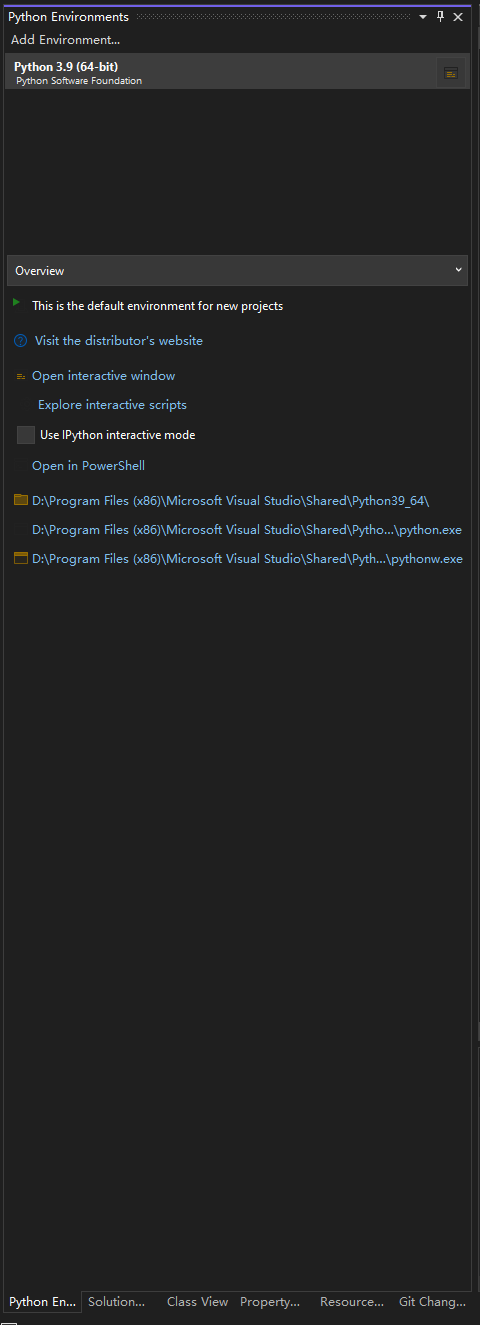 Python Environments
Add Environment...
Python 3.9 (64-bit)
Python Software Foundation
Overview
This is the default environment for new projects
Visit the distributor's website
Open interactive window
Explore interactive scripts
Use IPython interactive mode
Open in PowerShell
D:\Program Files (x86)\Microsoft Visual Studio\Shared\Python39_64\
D:\Program Files (x86)\Microsoft Visual Studio\Shared\Pytho...\python.exe
D:\Program Files (x86)\Microsoft Visual Studio\Shared\Pyth...\pythonw.exe
Python En... Solution... Class View Property... Resource... Git Chang...